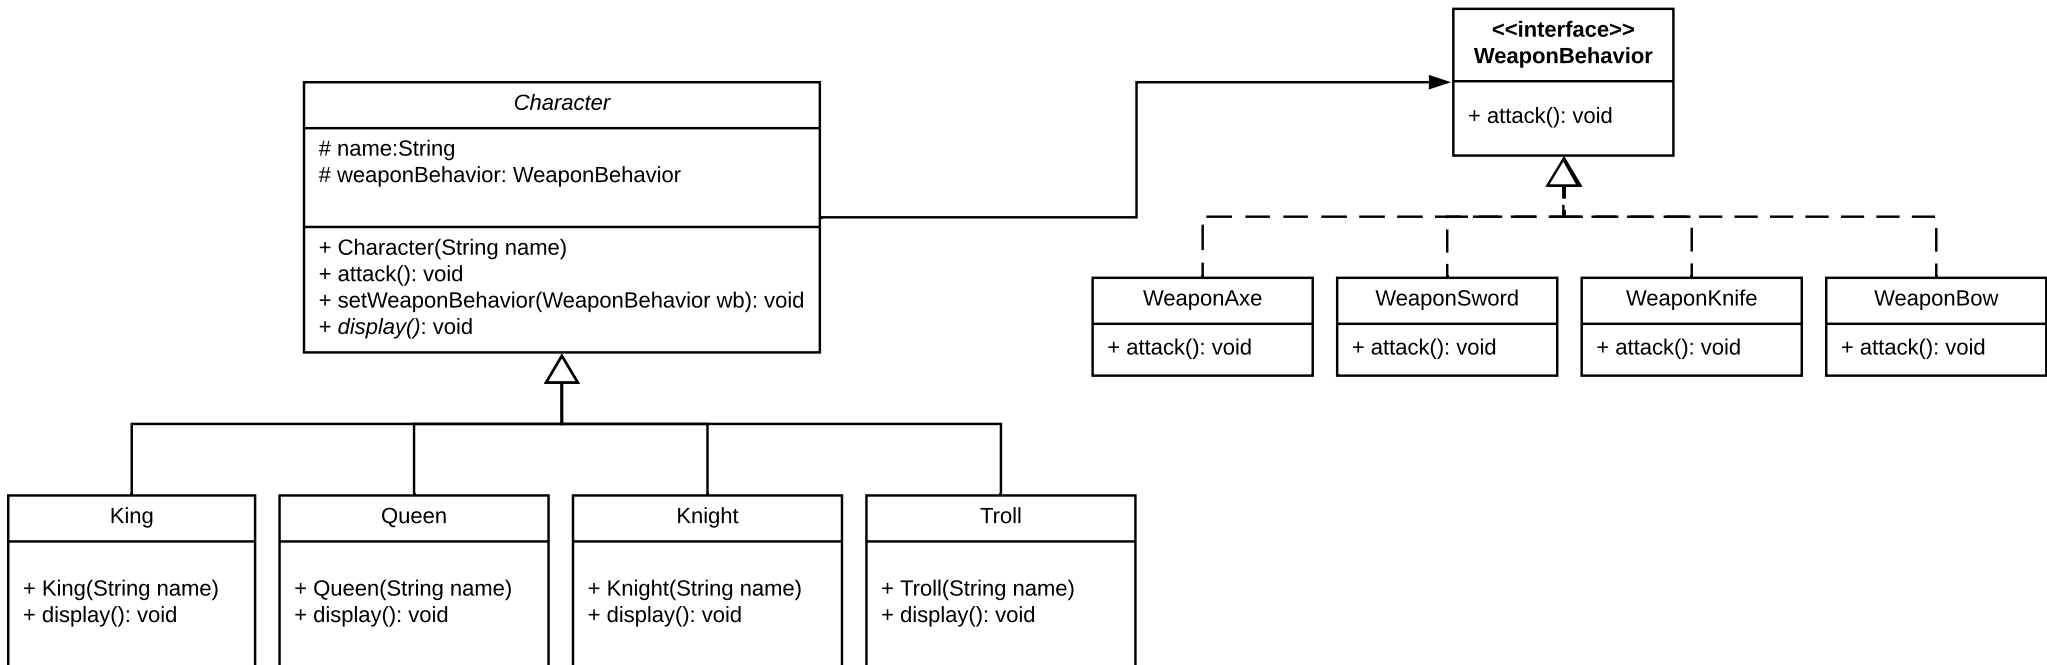 <<interface>>
WeaponBehavior
+ attack(): void
Character
# name:String
# weaponBehavior: WeaponBehavior
+ Character(String name)
+ attack(): void
+ setWeaponBehavior(WeaponBehavior wb): void
+ display(): void
WeaponAxe
+ attack(): void
WeaponSword
+ attack(): void
WeaponKnife
+ attack(): void
WeaponBow
+ attack(): void
King
+ King(String name)
+ display(): void
Queen
+ Queen(String name)
+ display(): void
Knight
+ Knight(String name)
+ display(): void
Troll
+ Troll(String name)
+ display(): void